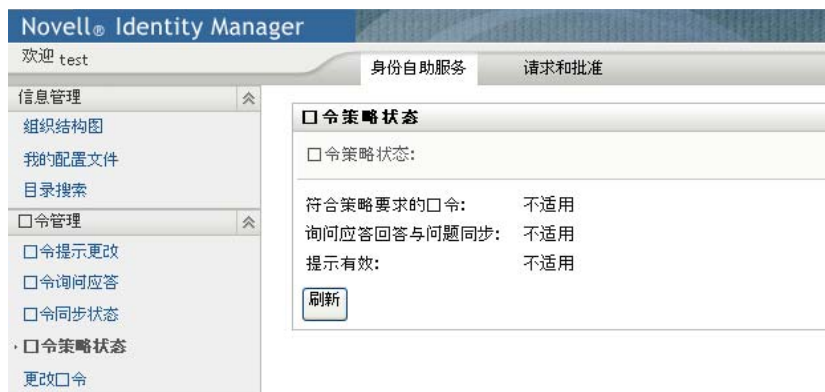 Novell® Identity Manager
欢迎 test
身份自助服务 请求和批准
信息管理
组织结构图
我的配置文件
目录搜索
口令管理
口令提示更改
口令询问应答
口令同步状态
口令策略状态
更改口令
口令策略状态
口令策略状态:
符合策略要求的口令: 不适用
询问应答回答与问题同步: 不适用
提示有效: 不适用
刷新